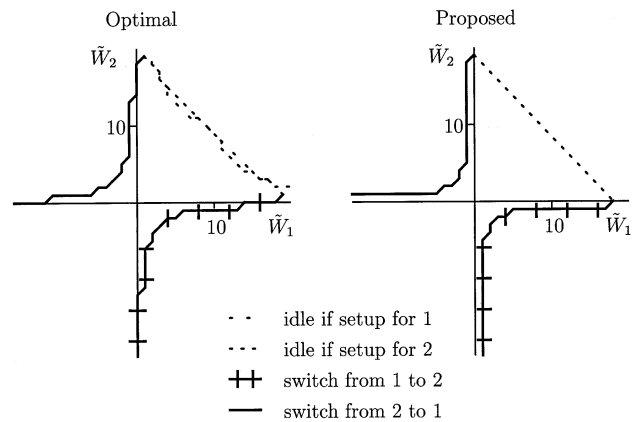 Optimal
Proposed
W̃₂
W̃₂
10
10
10
W̃₁
10
W̃₁
idle if setup for 1
idle if setup for 2
switch from 1 to 2
switch from 2 to 1